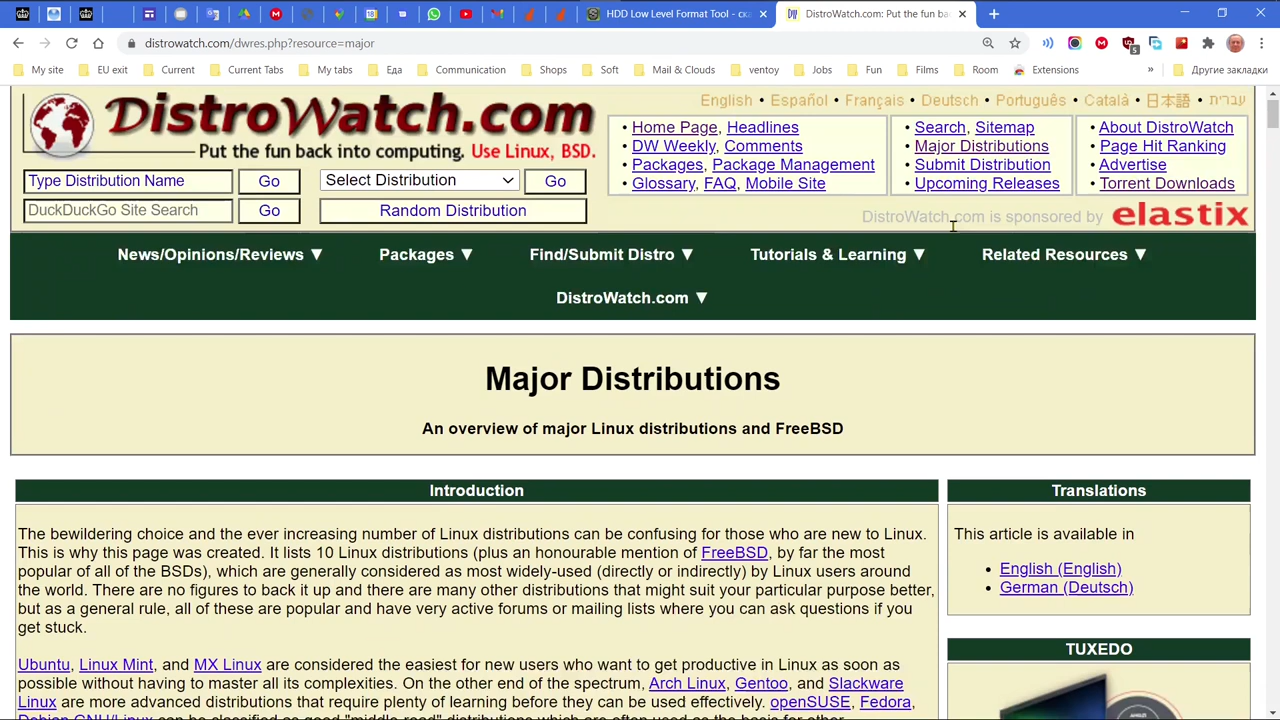 HDD Low Level Format Tool - ска
DistroWatch.com: Put the fun ba
distrowatch.com/dwres.php?resource=major
5
My site
EU exit
Current
Current Tabs
My tabs
Еда
Communication
Shops
Soft
Mail & Clouds
ventoy
Jobs
Fun
Films
Room
Extensions
»
Другие закладки
DistroWatch.com
Put the fun back into computing. Use Linux, BSD.
English • Español • Français • Deutsch • Português • Català • 日本語 • עברית
• Home Page, Headlines
• DW Weekly, Comments
• Packages, Package Management
• Glossary, FAQ, Mobile Site
• Search, Sitemap
• Major Distributions
• Submit Distribution
• Upcoming Releases
• About DistroWatch
• Page Hit Ranking
• Advertise
• Torrent Downloads
Type Distribution Name Go Select Distribution Go
DuckDuckGo Site Search Go Random Distribution
DistroWatch.com is sponsored by elastix
News/Opinions/Reviews ▼ Packages ▼ Find/Submit Distro ▼ Tutorials & Learning ▼ Related Resources ▼
DistroWatch.com ▼
Major Distributions
An overview of major Linux distributions and FreeBSD
Introduction
The bewildering choice and the ever increasing number of Linux distributions can be confusing for those who are new to Linux.
This is why this page was created. It lists 10 Linux distributions (plus an honourable mention of FreeBSD, by far the most
popular of all of the BSDs), which are generally considered as most widely-used (directly or indirectly) by Linux users around
the world. There are no figures to back it up and there are many other distributions that might suit your particular purpose better,
but as a general rule, all of these are popular and have very active forums or mailing lists where you can ask questions if you
get stuck.
Ubuntu, Linux Mint, and MX Linux are considered the easiest for new users who want to get productive in Linux as soon as
possible without having to master all its complexities. On the other end of the spectrum, Arch Linux, Gentoo, and Slackware
Linux are more advanced distributions that require plenty of learning before they can be used effectively. openSUSE, Fedora,
Debian GNU/Linux can be classified as good "middle-road" distributions
Translations
This article is available in
• English (English)
• German (Deutsch)
TUXEDO